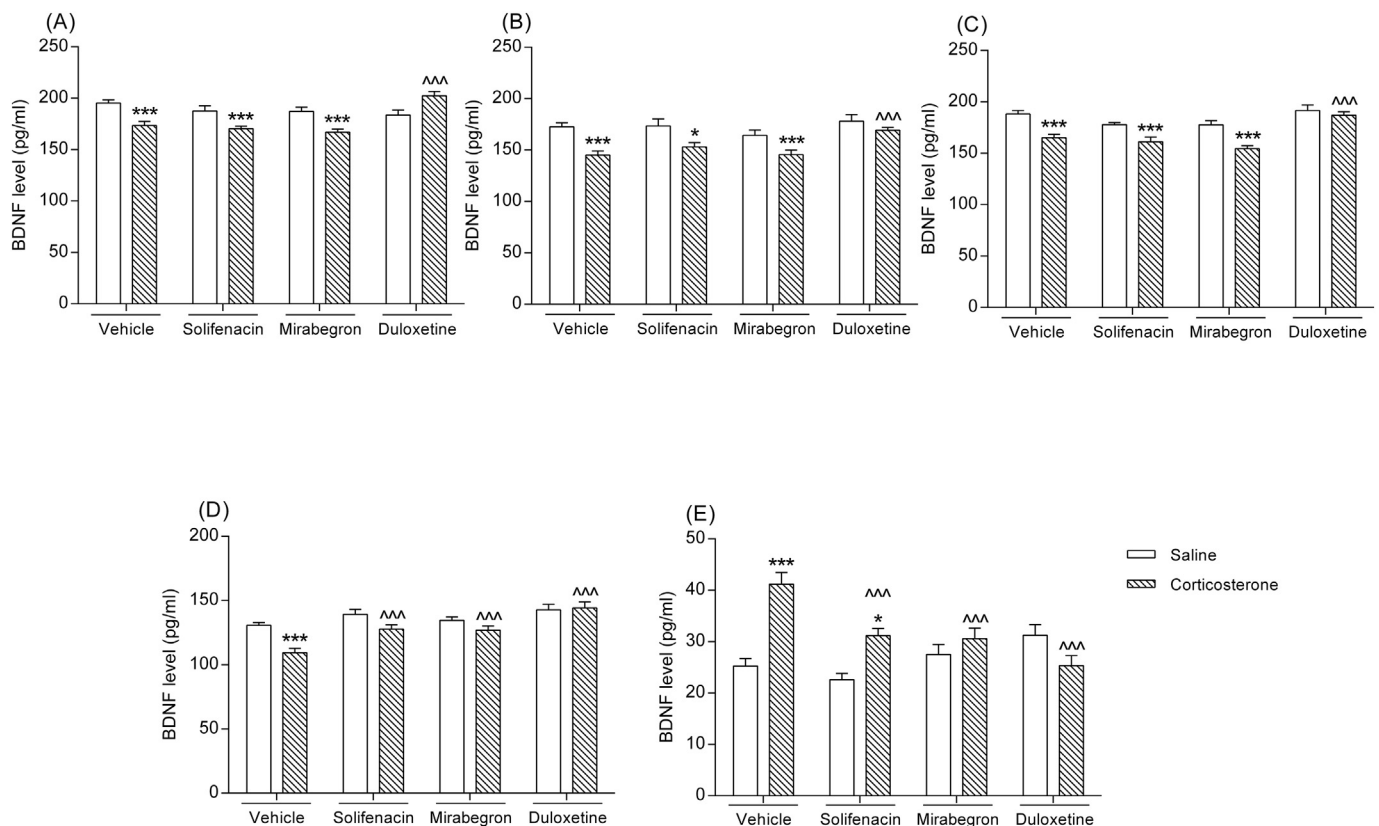 (A)
BDNF level (pg/ml)
250
200
150
100
50
0
*** *** *** ^^^
Vehicle Solifenacin Mirabegron Duloxetine
(B)
BDNF level (pg/ml)
250
200
150
100
50
0
*** * *** ^^^
Vehicle Solifenacin Mirabegron Duloxetine
(C)
BDNF level (pg/ml)
250
200
150
100
50
0
*** *** *** ^^^
Vehicle Solifenacin Mirabegron Duloxetine
(D)
BDNF level (pg/ml)
200
150
100
50
0
*** ^^^ ^^^ ^^^
Vehicle Solifenacin Mirabegron Duloxetine
(E)
BDNF level (pg/ml)
50
40
30
20
10
0
***
^^^
* ^^^ ^^^
Vehicle Solifenacin Mirabegron Duloxetine
Saline
Corticosterone